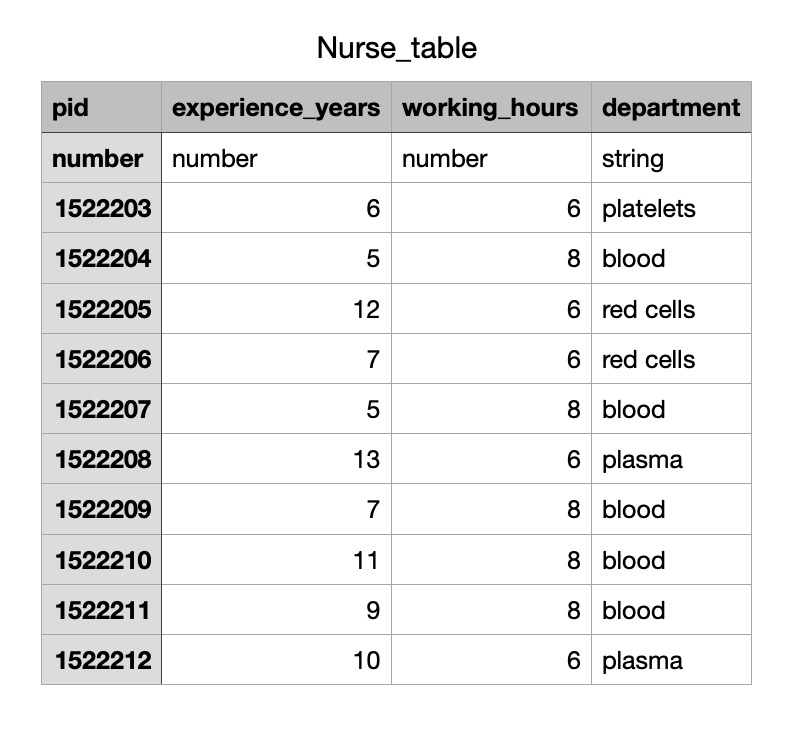 Nurse_table
pid experience_years working_hours department
number number number string
1522203 6 6 platelets
1522204 5 8 blood
1522205 12 6 red cells
1522206 7 6 red cells
1522207 5 8 blood
1522208 13 6 plasma
1522209 7 8 blood
1522210 11 8 blood
1522211 9 8 blood
1522212 10 6 plasma